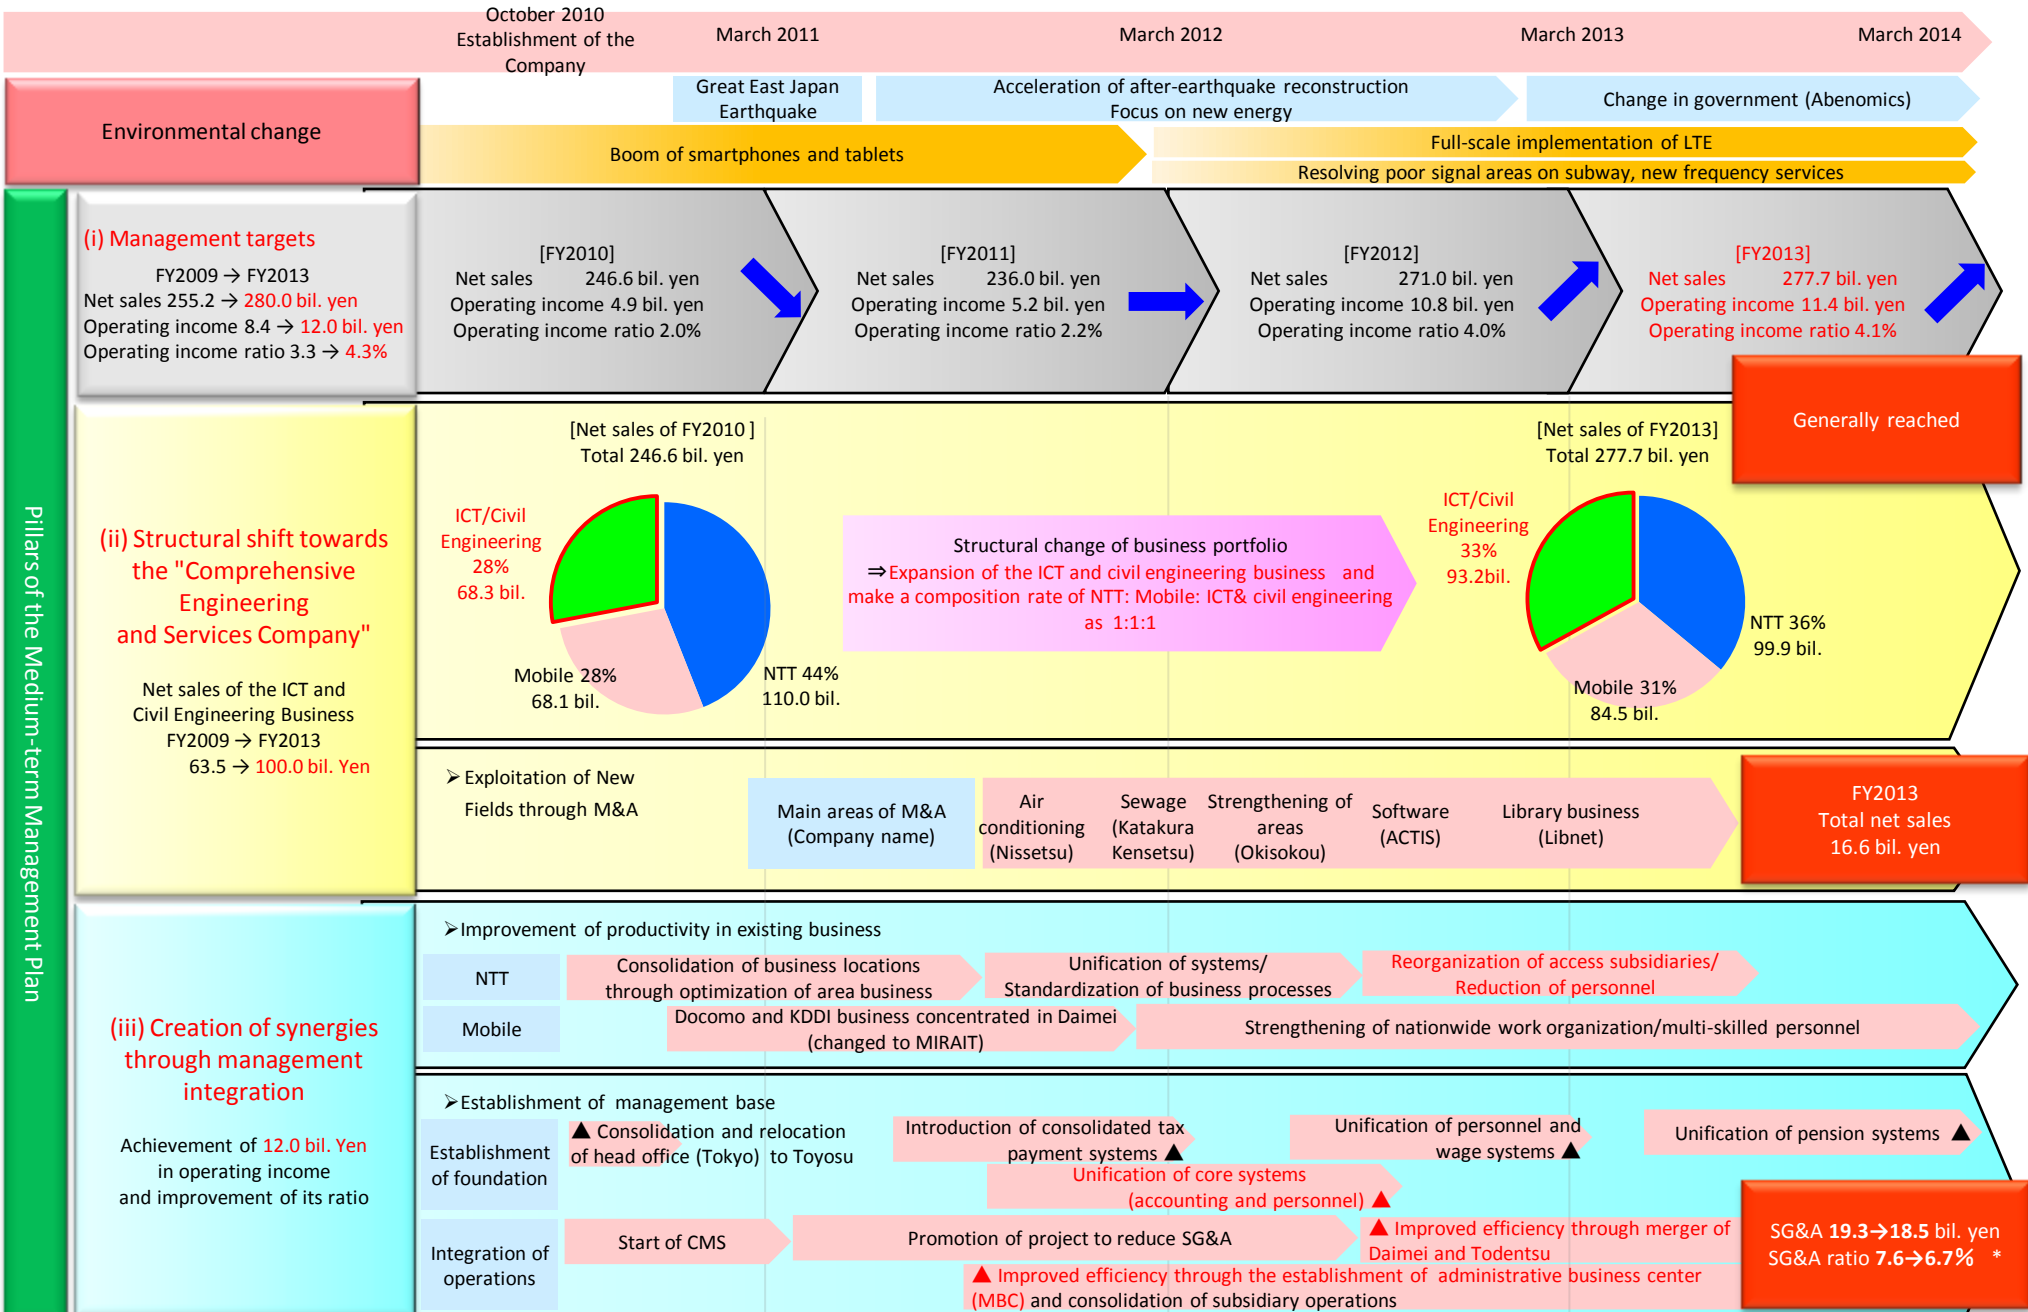 October 2010
Establishment of the
Company
March 2011
March 2012
March 2013
March 2014
Environmental change
Great East Japan
Earthquake
Acceleration of after-earthquake reconstruction
Focus on new energy
Change in government (Abenomics)
Boom of smartphones and tablets
Full-scale implementation of LTE
Resolving poor signal areas on subway, new frequency services
Pillars of the Medium-term Management Plan
(i) Management targets
FY2009 → FY2013
Net sales 255.2 → 280.0 bil. yen
Operating income 8.4 → 12.0 bil. yen
Operating income ratio 3.3 → 4.3%
[FY2010]
Net sales 246.6 bil. yen
Operating income 4.9 bil. yen
Operating income ratio 2.0%
[FY2011]
Net sales 236.0 bil. yen
Operating income 5.2 bil. yen
Operating income ratio 2.2%
[FY2012]
Net sales 271.0 bil. yen
Operating income 10.8 bil. yen
Operating income ratio 4.0%
[FY2013]
Net sales 277.7 bil. yen
Operating income 11.4 bil. yen
Operating income ratio 4.1%
Generally reached
(ii) Structural shift towards
the "Comprehensive
Engineering
and Services Company"
Net sales of the ICT and
Civil Engineering Business
FY2009 → FY2013
63.5 → 100.0 bil. Yen
[Net sales of FY2010 ]
Total 246.6 bil. yen
ICT/Civil
Engineering
28%
68.3 bil.
Mobile 28%
68.1 bil.
NTT 44%
110.0 bil.
Structural change of business portfolio
⇒Expansion of the ICT and civil engineering business and
make a composition rate of NTT: Mobile: ICT& civil engineering
as 1:1:1
[Net sales of FY2013]
Total 277.7 bil. yen
ICT/Civil
Engineering
33%
93.2bil.
NTT 36%
99.9 bil.
Mobile 31%
84.5 bil.
➢Exploitation of New
Fields through M&A
Main areas of M&A
(Company name)
Air
conditioning
(Nissetsu)
Sewage
(Katakura
Kensetsu)
Strengthening of
areas
(Okisokou)
Software
(ACTIS)
Library business
(Libnet)
FY2013
Total net sales
16.6 bil. yen
(iii) Creation of synergies
through management
integration
Achievement of 12.0 bil. Yen
in operating income
and improvement of its ratio
➢Improvement of productivity in existing business
NTT
Consolidation of business locations
through optimization of area business
Unification of systems/
Standardization of business processes
Reorganization of access subsidiaries/
Reduction of personnel
Mobile
Docomo and KDDI business concentrated in Daimei
(changed to MIRAIT)
Strengthening of nationwide work organization/multi-skilled personnel
➢Establishment of management base
Establishment
of foundation
▲ Consolidation and relocation
of head office (Tokyo) to Toyosu
Introduction of consolidated tax
payment systems ▲
Unification of personnel and
wage systems ▲
Unification of pension systems ▲
Unification of core systems
(accounting and personnel) ▲
Integration of
operations
Start of CMS
Promotion of project to reduce SG&A
▲ Improved efficiency through merger of
Daimei and Todentsu
▲ Improved efficiency through the establishment of administrative business center
(MBC) and consolidation of subsidiary operations
SG&A 19.3→18.5 bil. yen
SG&A ratio 7.6→6.7% *